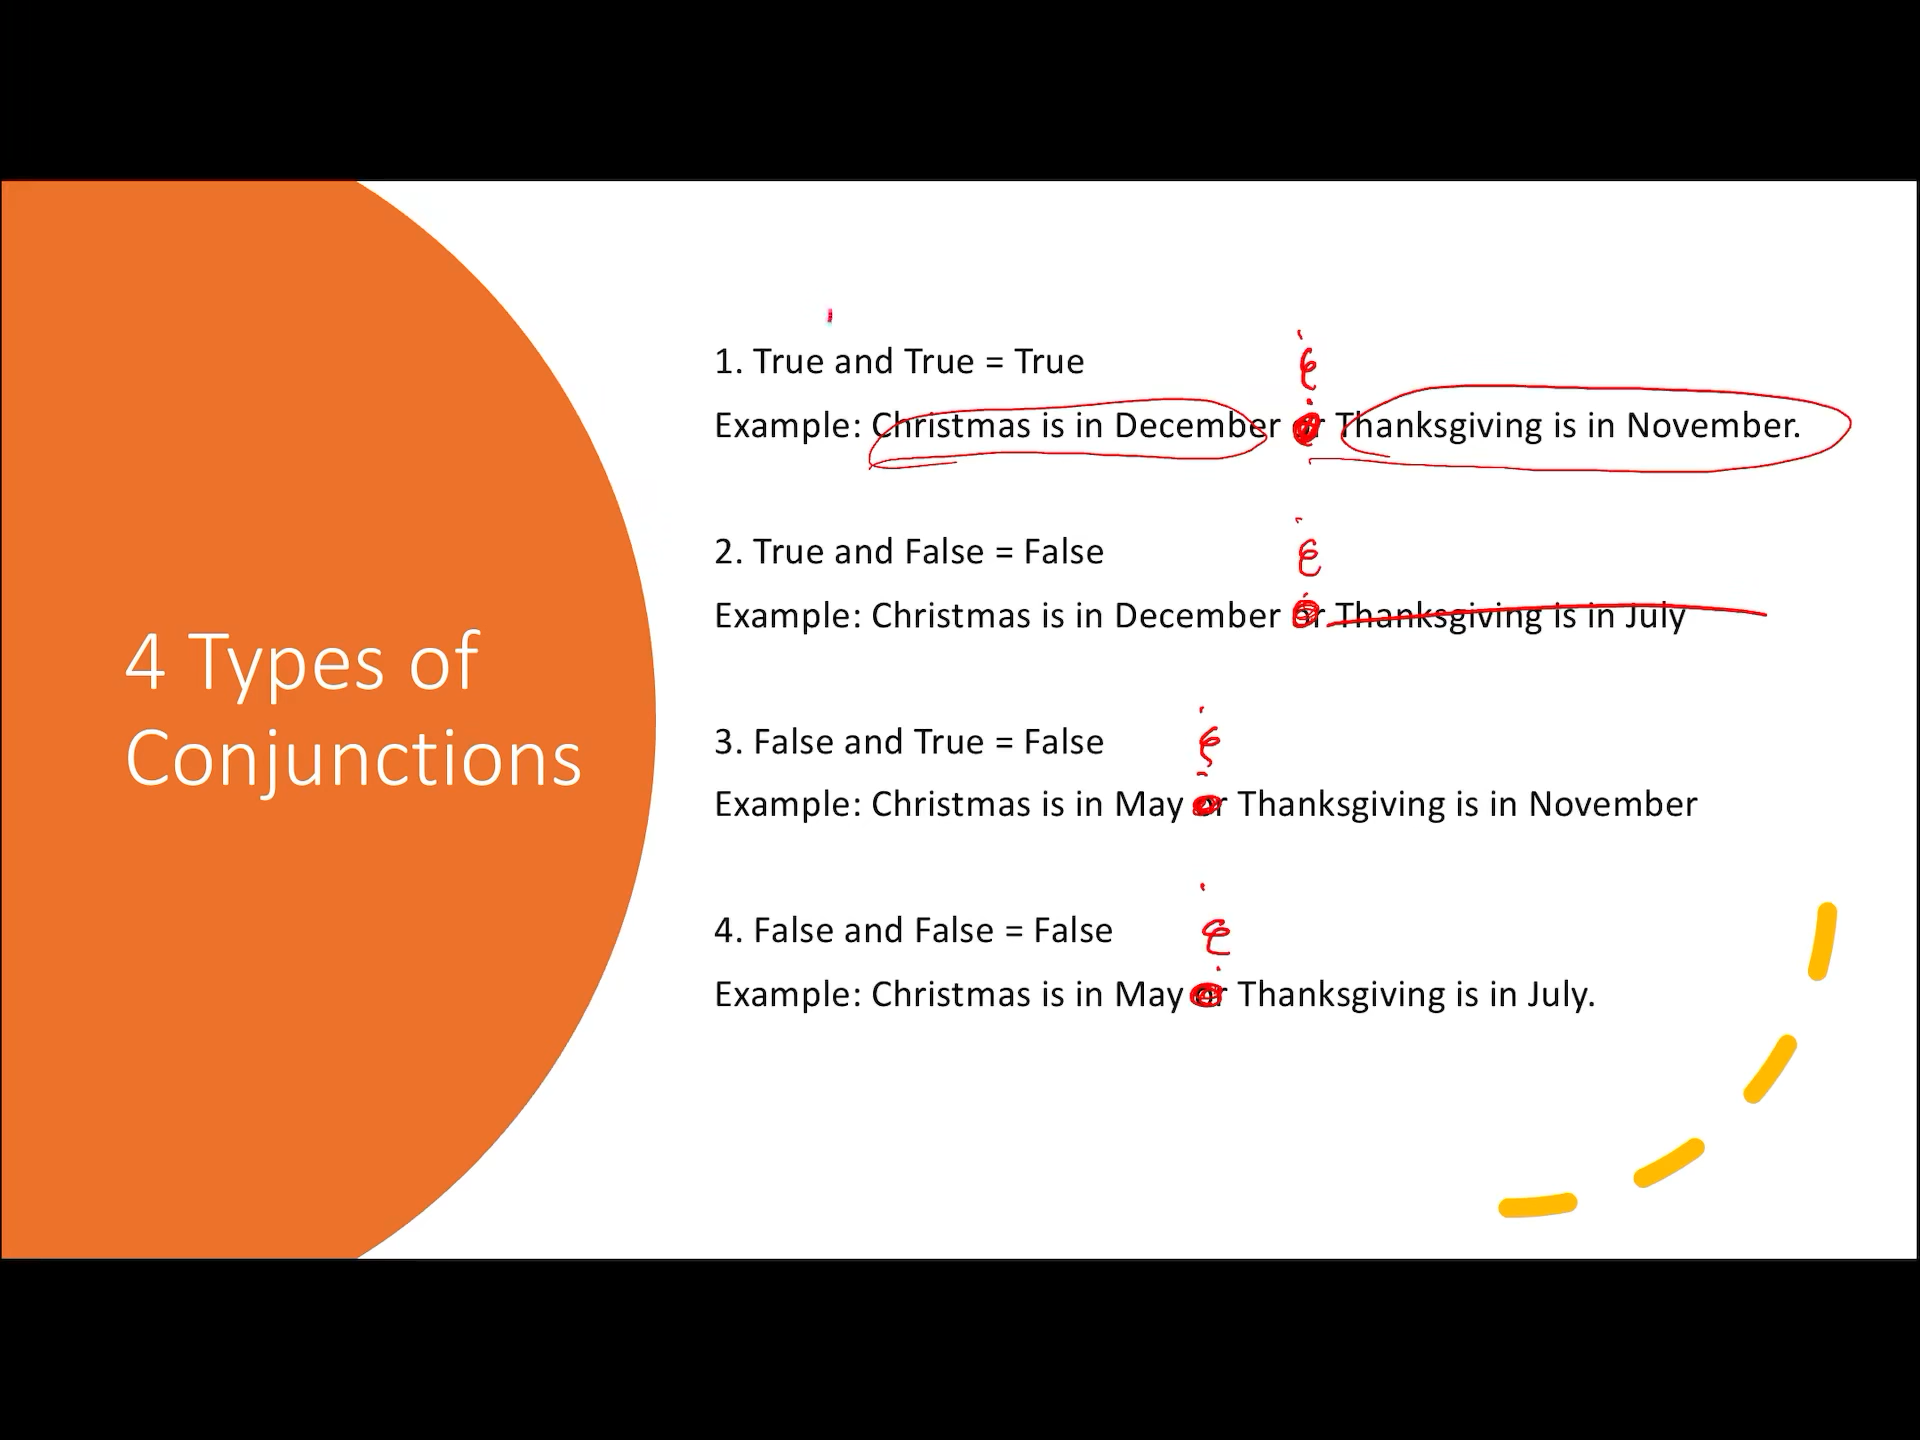 4 Types of
Conjunctions
1. True and True = True
Example: Christmas is in December or Thanksgiving is in November.
2. True and False = False
Example: Christmas is in December or Thanksgiving is in July
3. False and True = False
Example: Christmas is in May or Thanksgiving is in November
4. False and False = False
Example: Christmas is in May or Thanksgiving is in July.